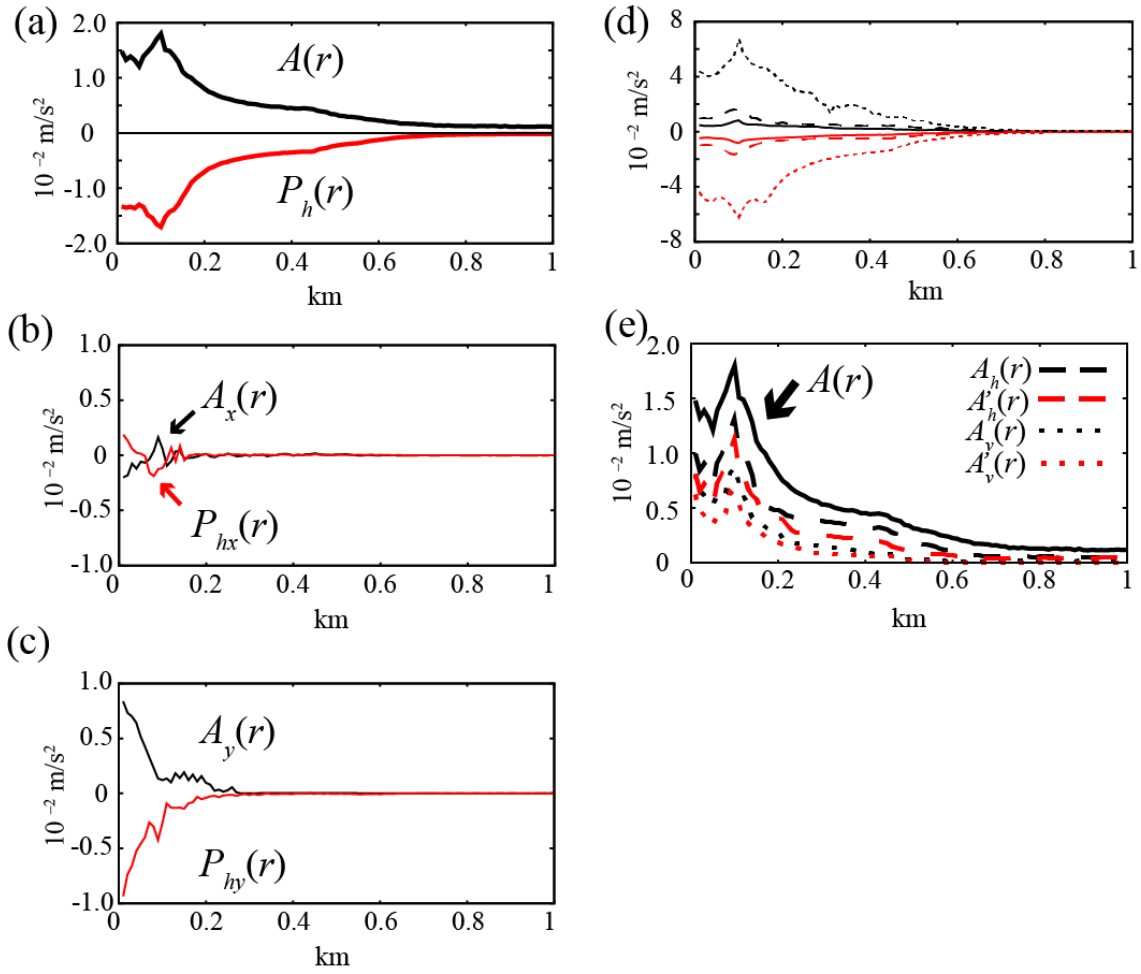 (a)
2.0
1.0
0
-1.0
-2.0
10⁻² m/s²
A(r)
Pₕ(r)
0 0.2 0.4 0.6 0.8 1
km
(b)
1.0
0.5
0
-0.5
-1.0
10⁻² m/s²
Aₓ(r)
Pₕₓ(r)
0 0.2 0.4 0.6 0.8 1
km
(c)
1.0
0.5
0
-0.5
-1.0
10⁻² m/s²
A_y(r)
P_hy(r)
0 0.2 0.4 0.6 0.8 1
km
(d)
8
4
0
-4
-8
10⁻² m/s²
0 0.2 0.4 0.6 0.8 1
km
(e)
2.0
1.5
1.0
0.5
0
10⁻² m/s²
A(r)
Aₕ(r)
A'ₕ(r)
A_y(r)
A'_v(r)
0 0.2 0.4 0.6 0.8 1
km